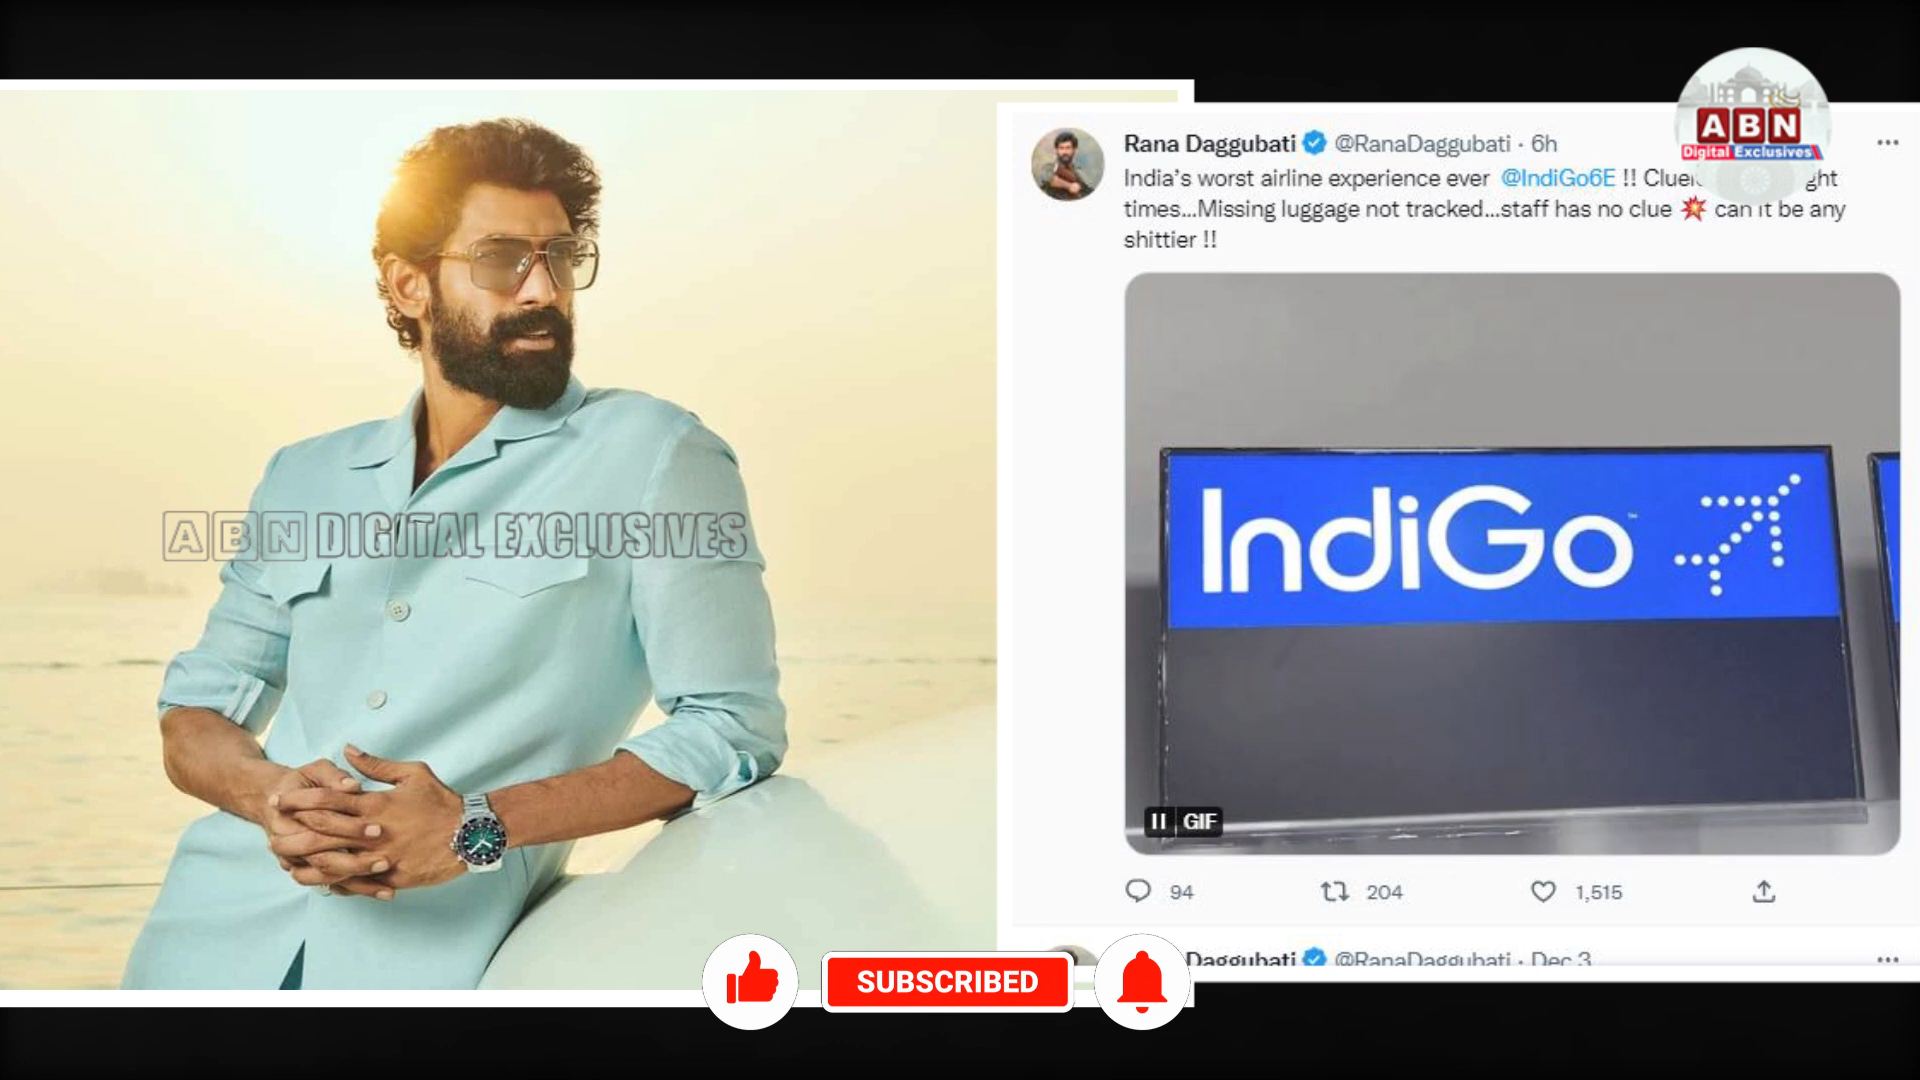 ABN
Digital Exclusives
Rana Daggubati @RanaDaggubati · 6h
India's worst airline experience ever @IndiGo6E !! ght
times...Missing luggage not tracked...staff has no clue 💥 can it be any
shittier !!
IndiGo™
GIF
94 204 1,515
Daggubati @RanaDaggubati · Dec 3
ABN DIGITAL EXCLUSIVES
SUBSCRIBED